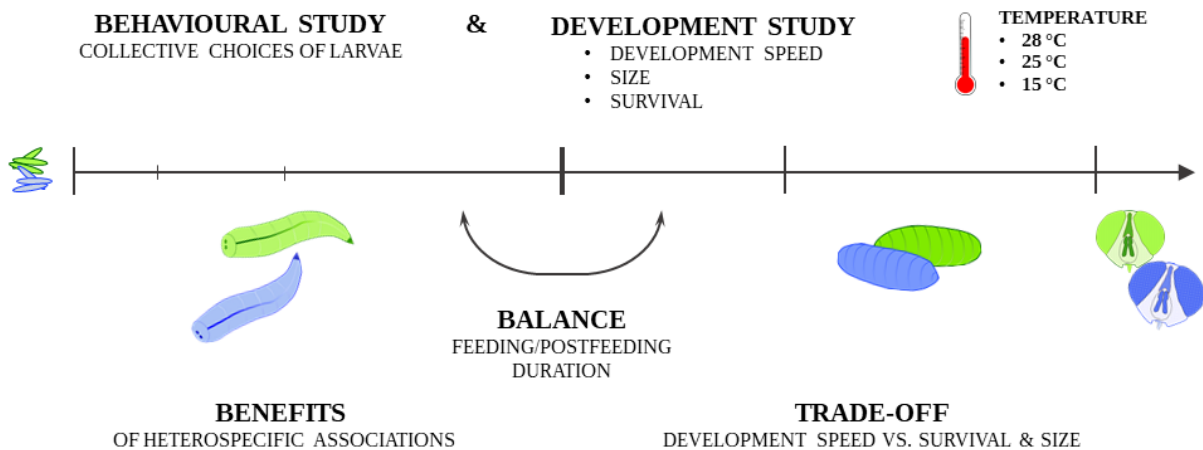 BEHAVIOURAL STUDY
COLLECTIVE CHOICES OF LARVAE
&
DEVELOPMENT STUDY
• DEVELOPMENT SPEED
• SIZE
• SURVIVAL
TEMPERATURE
• 28 °C
• 25 °C
• 15 °C
BALANCE
FEEDING/POSTFEEDING
DURATION
BENEFITS
OF HETEROSPECIFIC ASSOCIATIONS
TRADE-OFF
DEVELOPMENT SPEED VS. SURVIVAL & SIZE